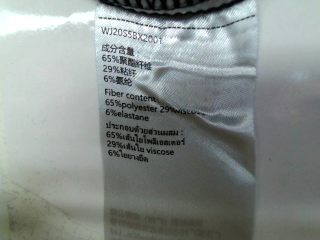 WJ20SSBX2001
成分含量
65%聚酯纤维
29%粘纤
6%氨纶
Fiber content
65%polyester 29%viscose
6%elastane
ประกอบด้วยส่วนผสม :
65%เส้นใยโพลีเอสเตอร์
29%เส้นใย viscose
6%ใยยางยืด